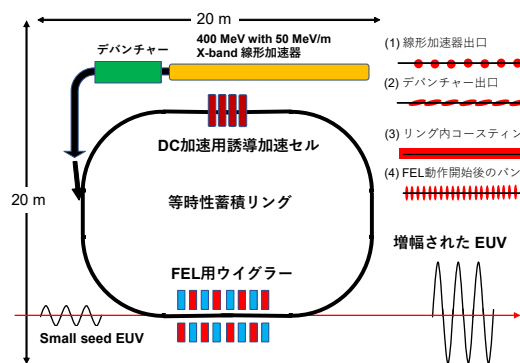 20 m
400 MeV with 50 MeV/m
X-band 線形加速器
デバンチャー
(1) 線形加速器出口
(2) デバンチャー出口
DC加速用誘導加速セル
(3) リング内コースティン
(4) FEL動作開始後のバン
20 m
等時性蓄積リング
増幅された EUV
FEL用ウイグラー
Small seed EUV